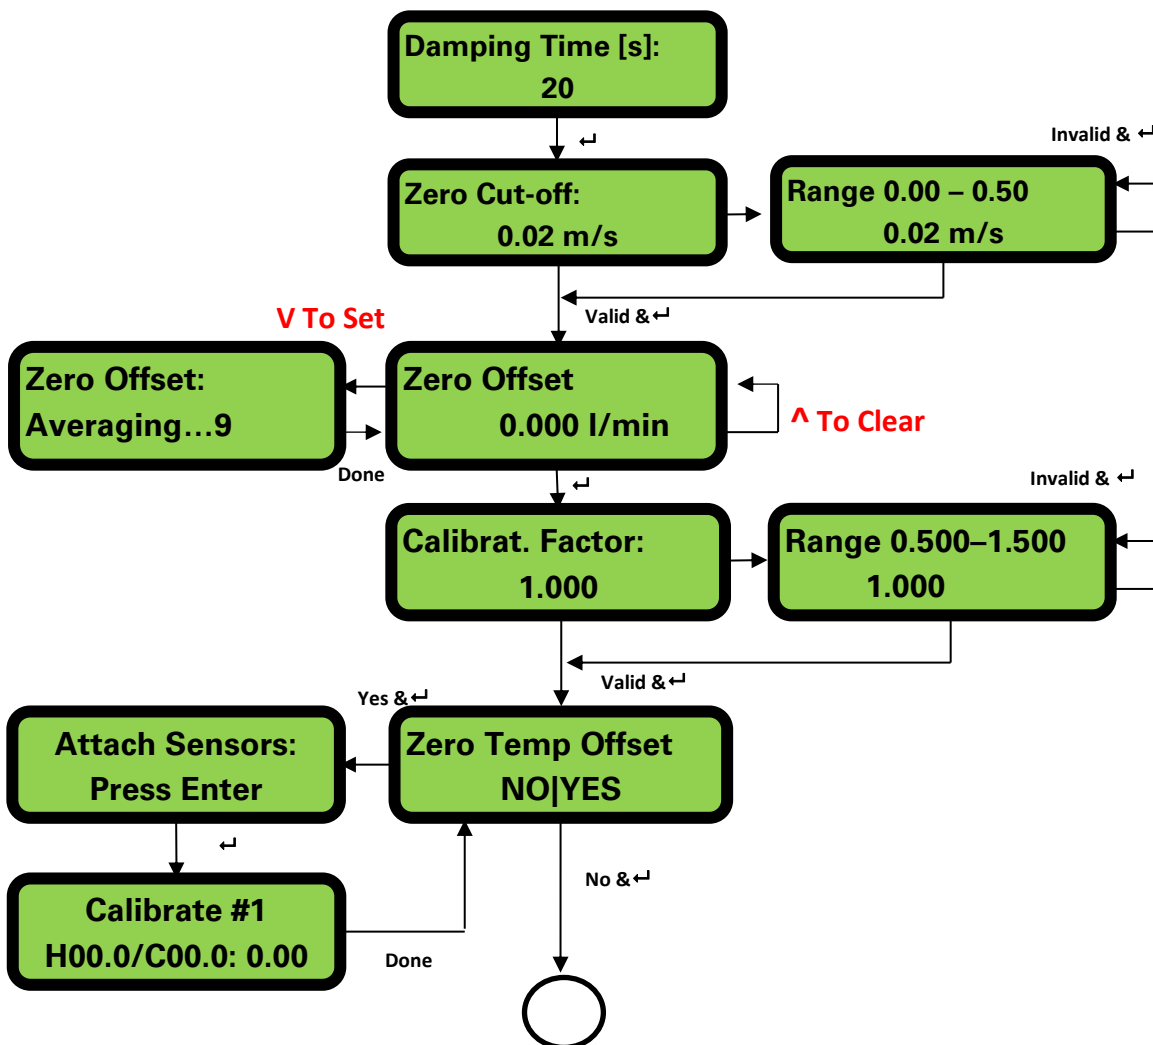 Damping Time [s]:
20
↵
Invalid & ↵
Zero Cut-off:
0.02 m/s
Range 0.00 – 0.50
0.02 m/s
Valid & ↵
V To Set
Zero Offset:
Averaging...9
Zero Offset
0.000 l/min
^ To Clear
Done
↵
Invalid & ↵
Calibrat. Factor:
1.000
Range 0.500–1.500
1.000
Valid & ↵
Yes & ↵
Attach Sensors:
Press Enter
Zero Temp Offset
NO|YES
↵
No & ↵
Calibrate #1
H00.0/C00.0: 0.00
Done